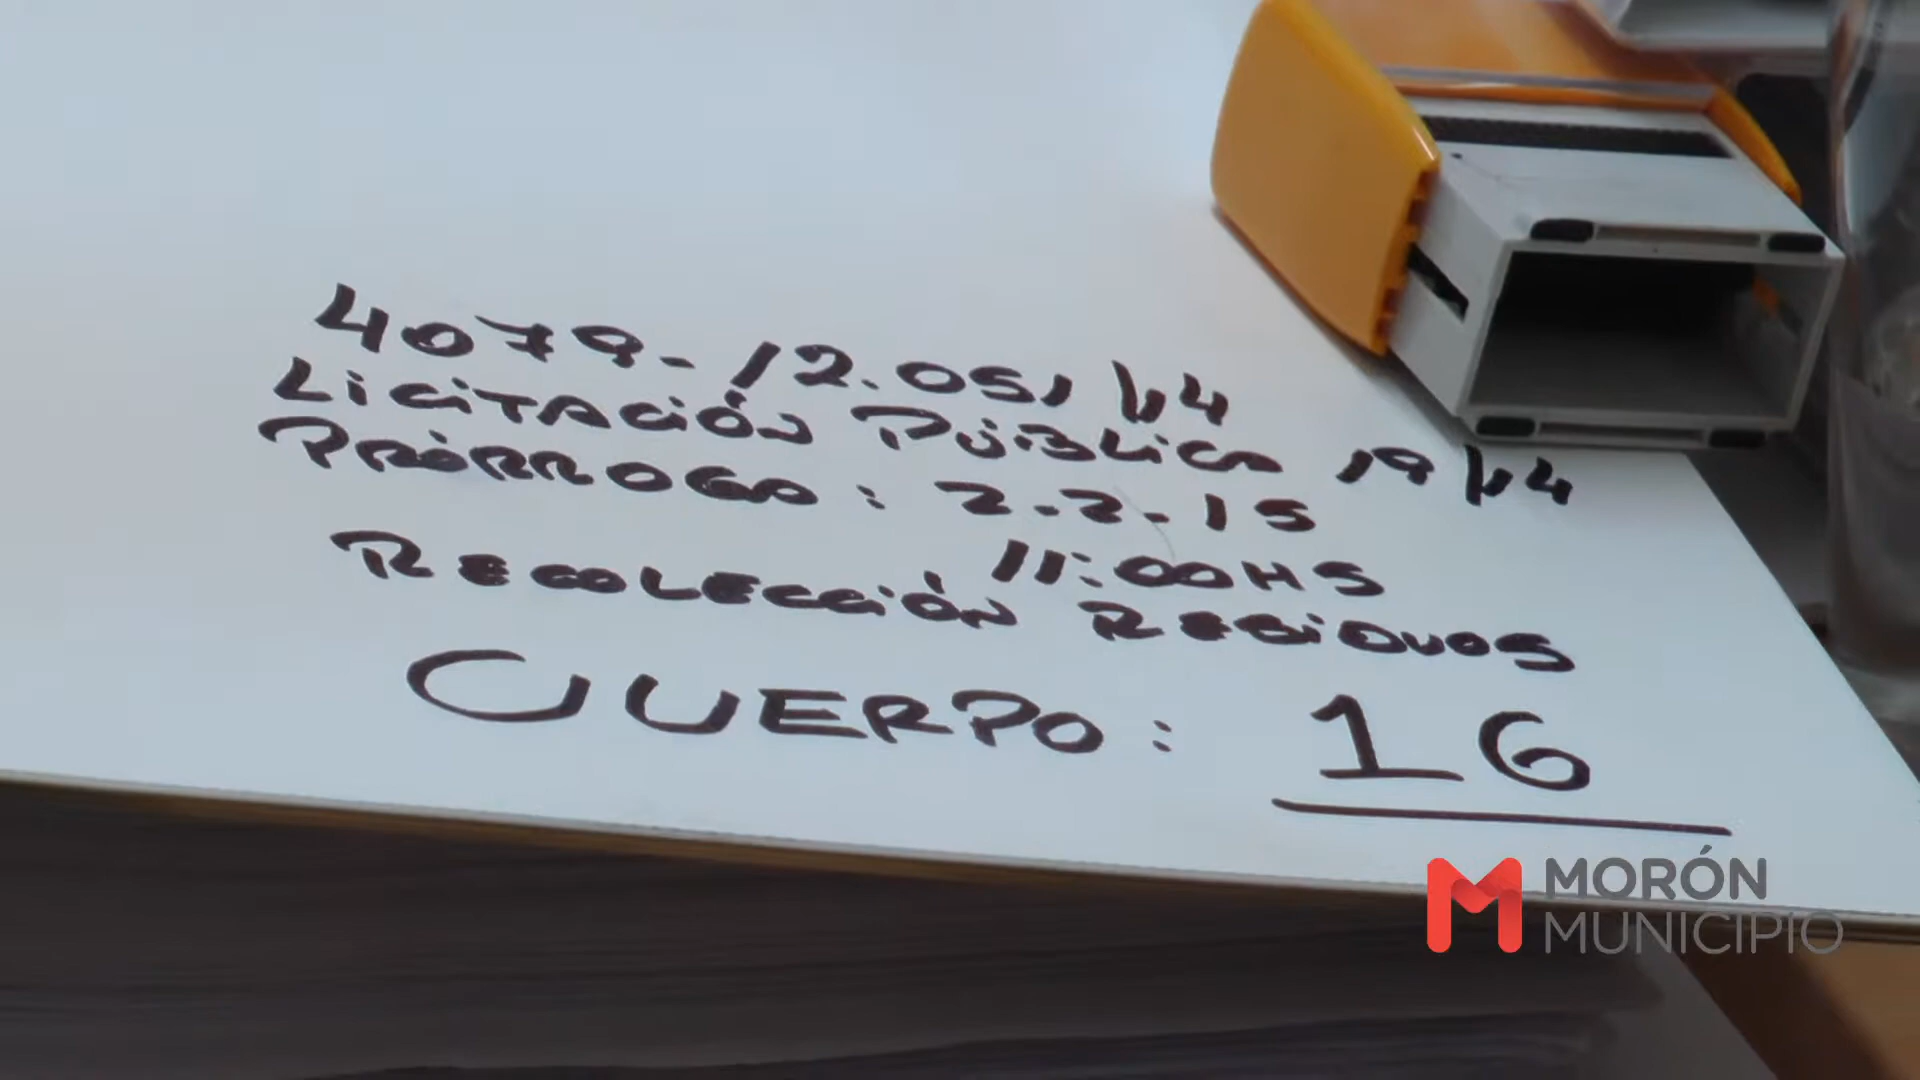 4079-12.051/14
LICITACIÓN PÚBLICA 19/14
PRÓRROGA: 2.2.15
11:00HS
RECOLECCIÓN RESIDUOS
CUERPO: 16
MORÓN
MUNICIPIO